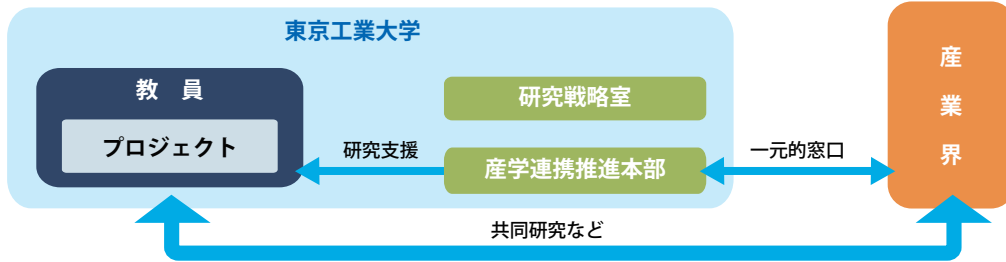 東京工業大学
教 員
プロジェクト
研究戦略室
研究支援
産学連携推進本部
一元的窓口
産業界
共同研究など